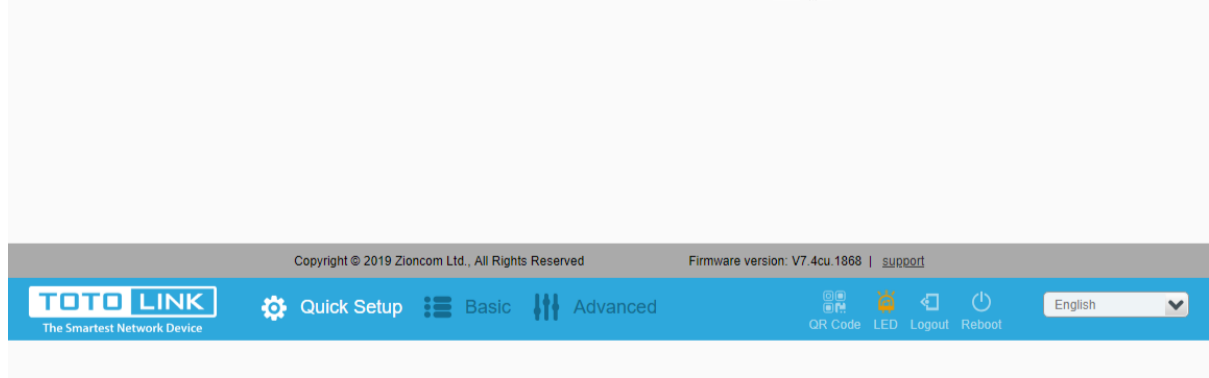 Copyright © 2019 Zioncom Ltd., All Rights Reserved Firmware version: V7.4cu.1868 | support
TOTO LINK
The Smartest Network Device
Quick Setup Basic Advanced
QR Code LED Logout Reboot
English